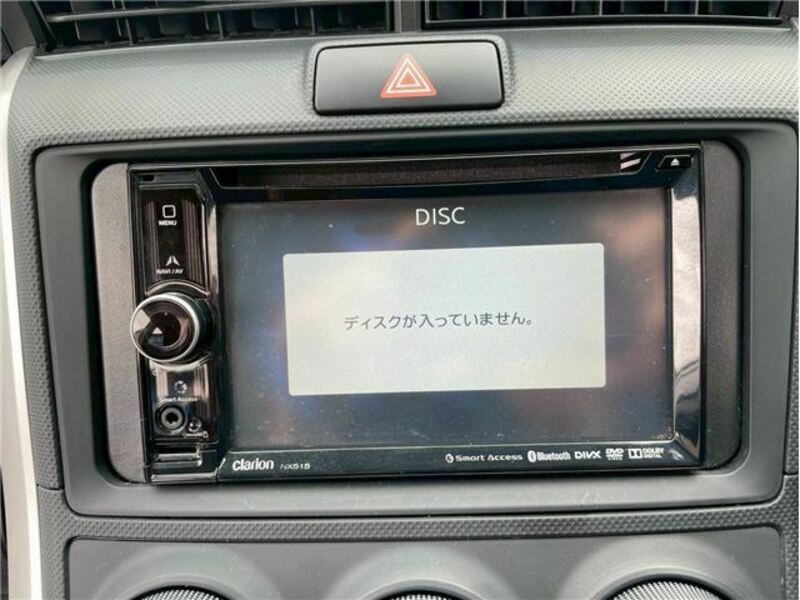 DISC
MENU
NAVI / AV
ディスクが入っていません。
Smart Access
clarion NX515
Smart Access Bluetooth DIVX DVD DOLBY
DIGITAL